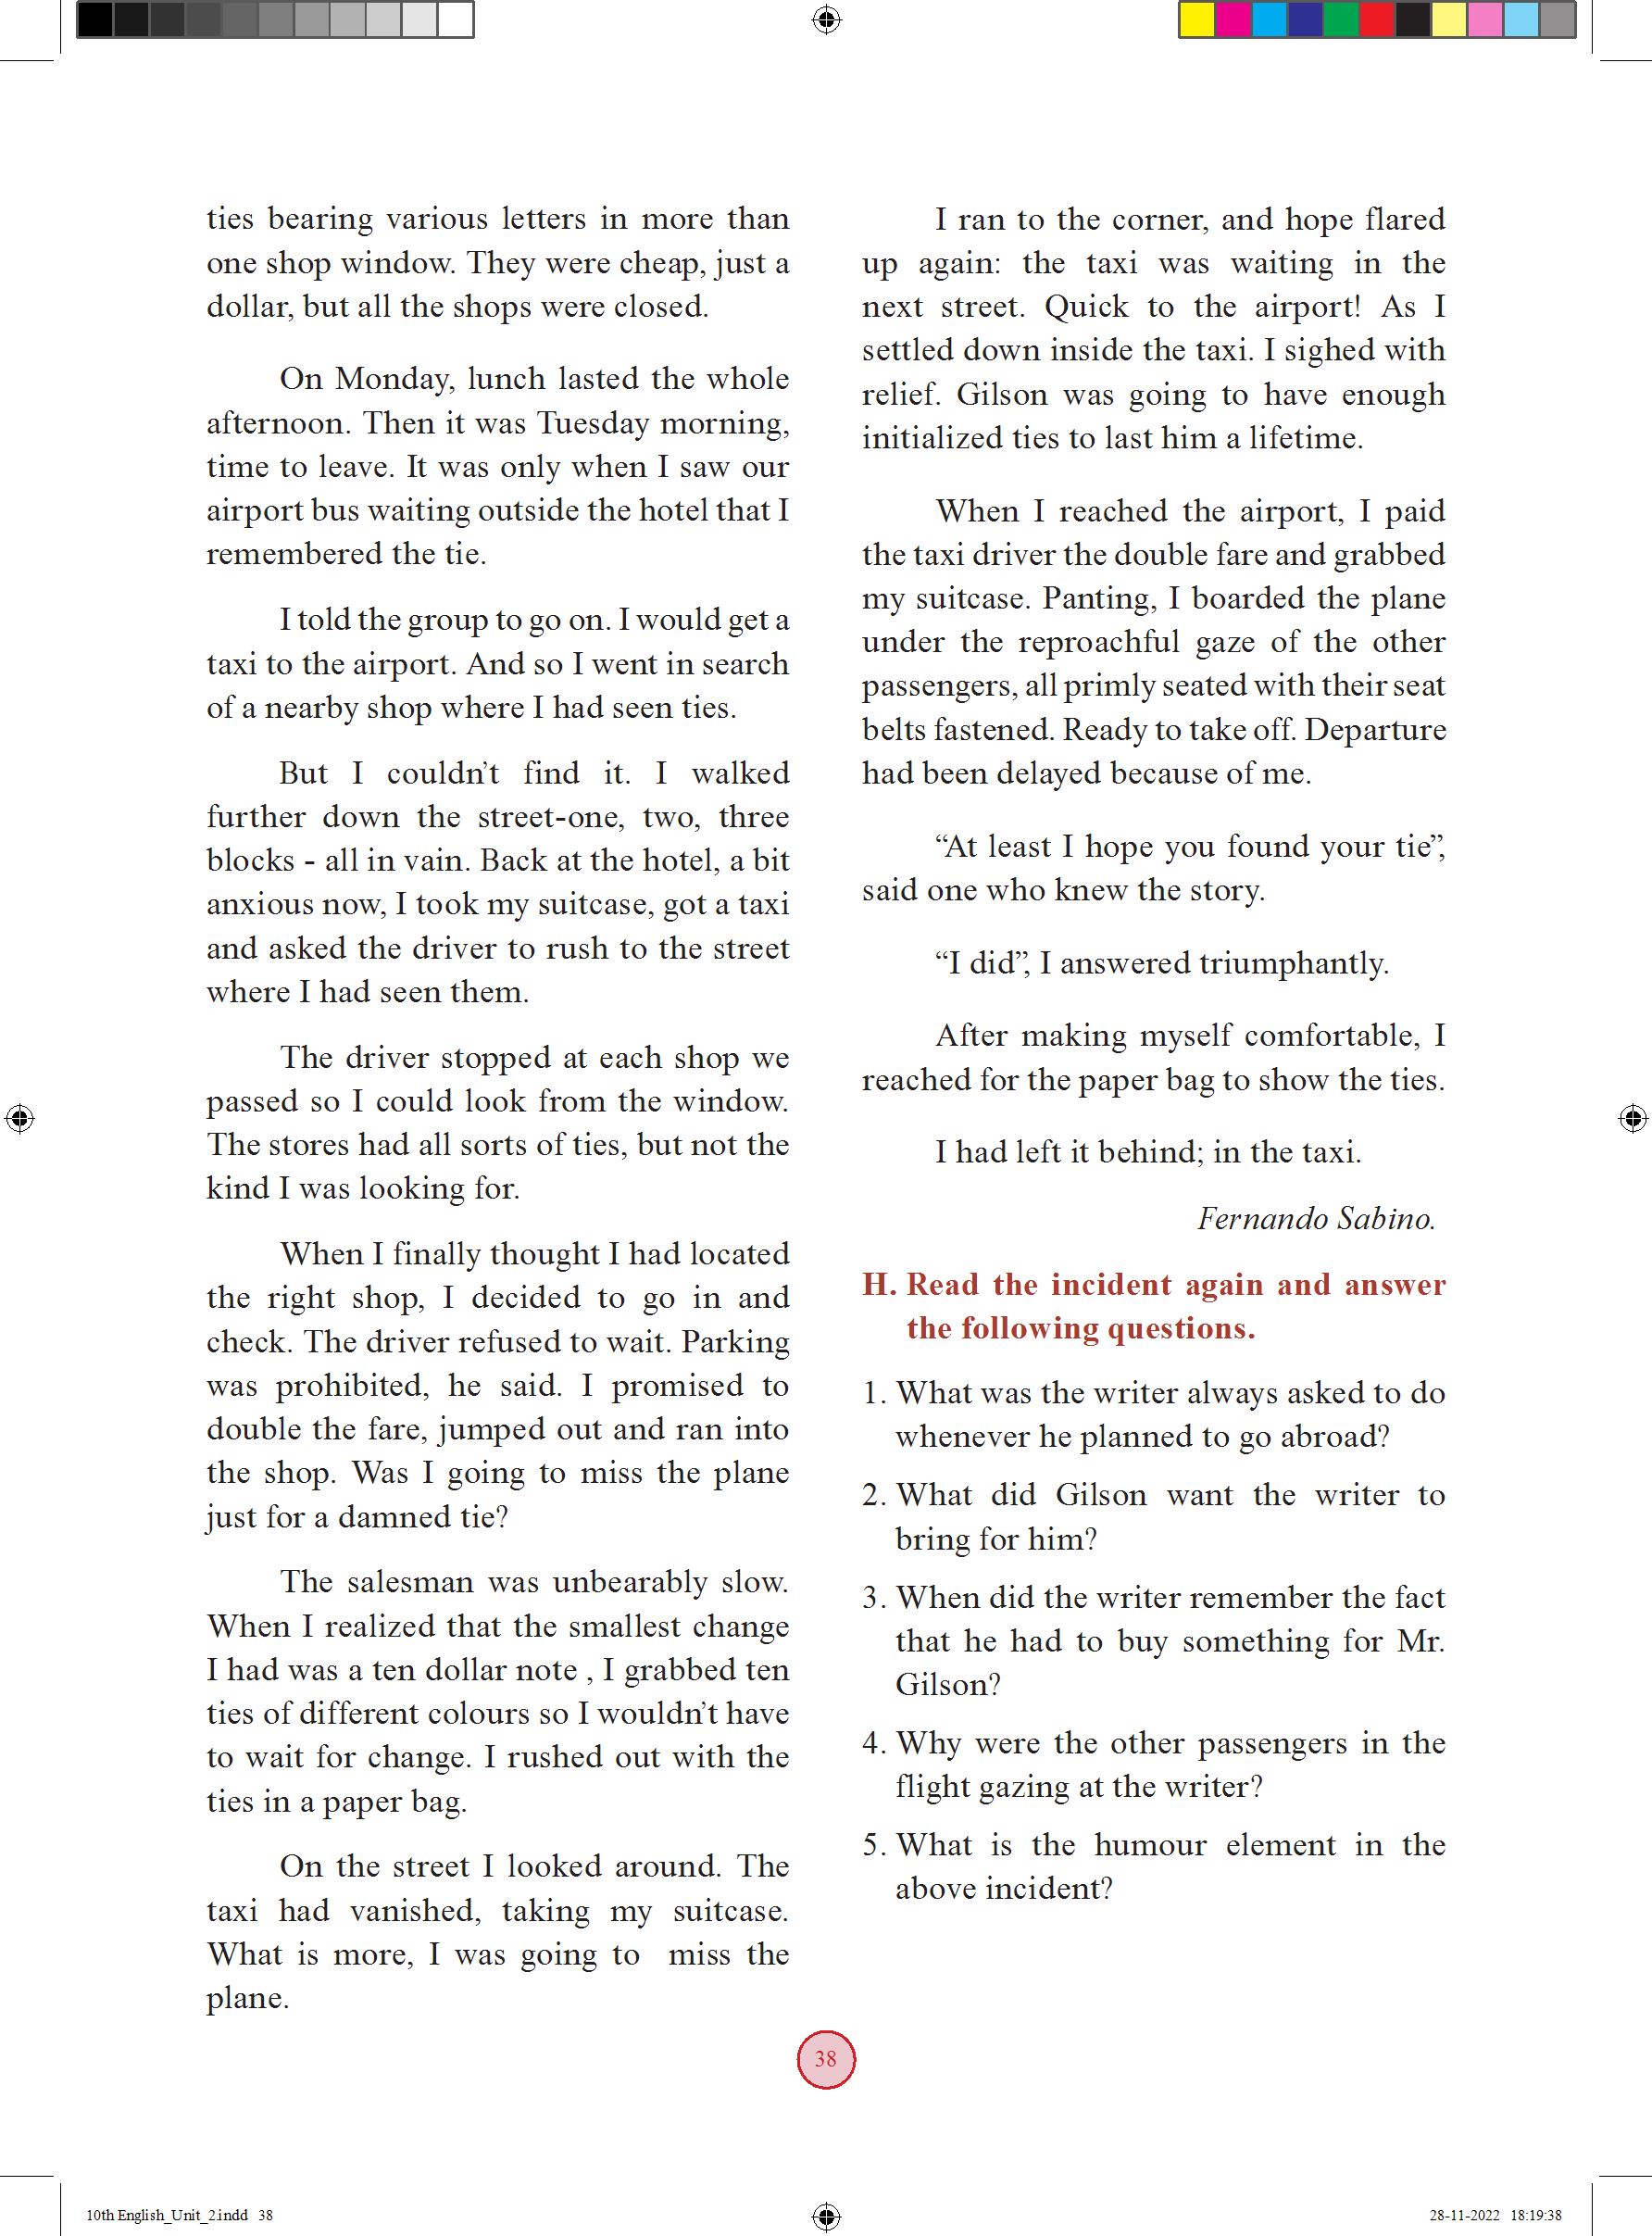 ties bearing various letters in more than
one shop window. They were cheap, just a
dollar, but all the shops were closed.
On Monday, lunch lasted the whole
afternoon. Then it was Tuesday morning,
time to leave. It was only when I saw our
airport bus waiting outside the hotel that I
remembered the tie.
I told the group to go on. I would get a
taxi to the airport. And so I went in search
of a nearby shop where I had seen ties.
But I couldn’t find it. I walked
further down the street-one, two, three
blocks - all in vain. Back at the hotel, a bit
anxious now, I took my suitcase, got a taxi
and asked the driver to rush to the street
where I had seen them.
The driver stopped at each shop we
passed so I could look from the window.
The stores had all sorts of ties, but not the
kind I was looking for.
When I finally thought I had located
the right shop, I decided to go in and
check. The driver refused to wait. Parking
was prohibited, he said. I promised to
double the fare, jumped out and ran into
the shop. Was I going to miss the plane
just for a damned tie?
The salesman was unbearably slow.
When I realized that the smallest change
I had was a ten dollar note , I grabbed ten
ties of different colours so I wouldn’t have
to wait for change. I rushed out with the
ties in a paper bag.
On the street I looked around. The
taxi had vanished, taking my suitcase.
What is more, I was going to miss the
plane.
I ran to the corner, and hope flared
up again: the taxi was waiting in the
next street. Quick to the airport! As I
settled down inside the taxi. I sighed with
relief. Gilson was going to have enough
initialized ties to last him a lifetime.
When I reached the airport, I paid
the taxi driver the double fare and grabbed
my suitcase. Panting, I boarded the plane
under the reproachful gaze of the other
passengers, all primly seated with their seat
belts fastened. Ready to take off. Departure
had been delayed because of me.
“At least I hope you found your tie”,
said one who knew the story.
“I did”, I answered triumphantly.
After making myself comfortable, I
reached for the paper bag to show the ties.
I had left it behind; in the taxi.
Fernando Sabino.
H. Read the incident again and answer
the following questions.
1. What was the writer always asked to do
whenever he planned to go abroad?
2. What did Gilson want the writer to
bring for him?
3. When did the writer remember the fact
that he had to buy something for Mr.
Gilson?
4. Why were the other passengers in the
flight gazing at the writer?
5. What is the humour element in the
above incident?
38
10th English_Unit_2.indd 38
28-11-2022 18:19:38